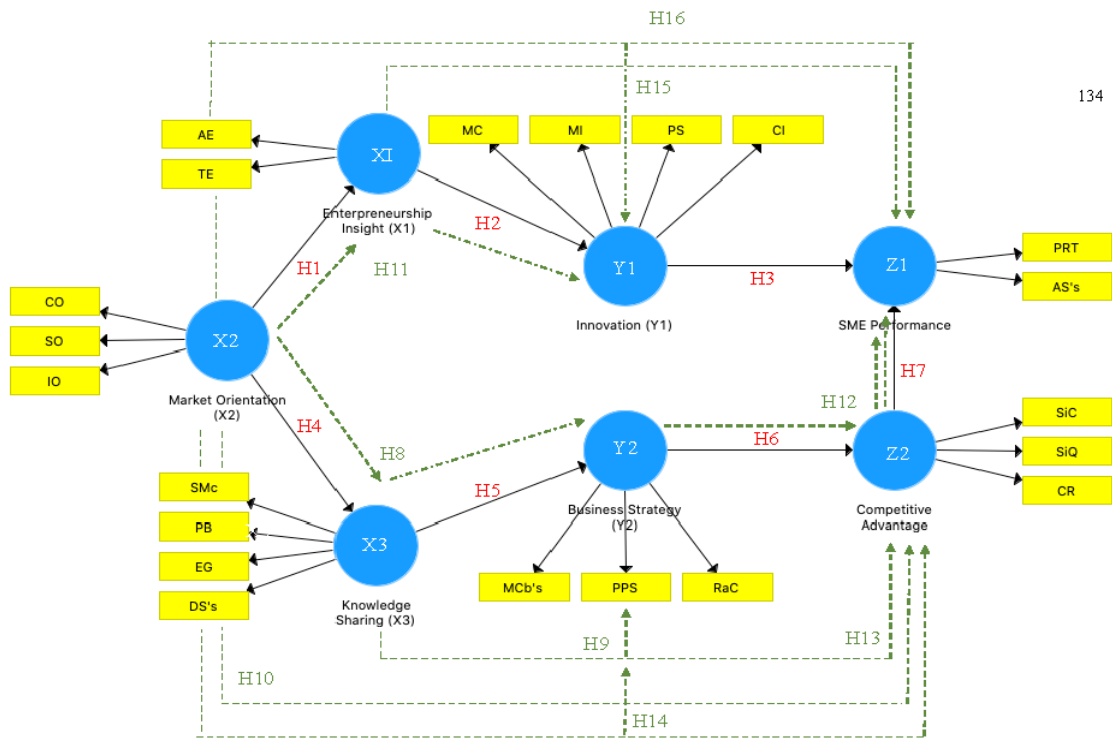 H16
H15
134
AE
TE
XI
MC
MI
PS
CI
Enterpreneurship
Insight (X1)
H2
H1
H11
Y1
H3
Z1
PRT
AS's
Innovation (Y1)
SME Performance
CO
SO
IO
X2
Market Orientation
(X2)
H4
H7
H12
H8
H6
Y2
Z2
SiC
SiQ
CR
SMc
PB
EG
DS's
H5
X3
Business Strategy
(Y2)
Competitive
Advantage
Knowledge
Sharing (X3)
MCb's
PPS
RaC
H9
H13
H10
H14